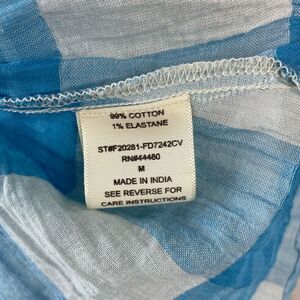 99% COTTON
1% ELASTANE
ST#F20281-FD7242CV
RN#44480
M
MADE IN INDIA
SEE REVERSE FOR
CARE INSTRUCTIONS